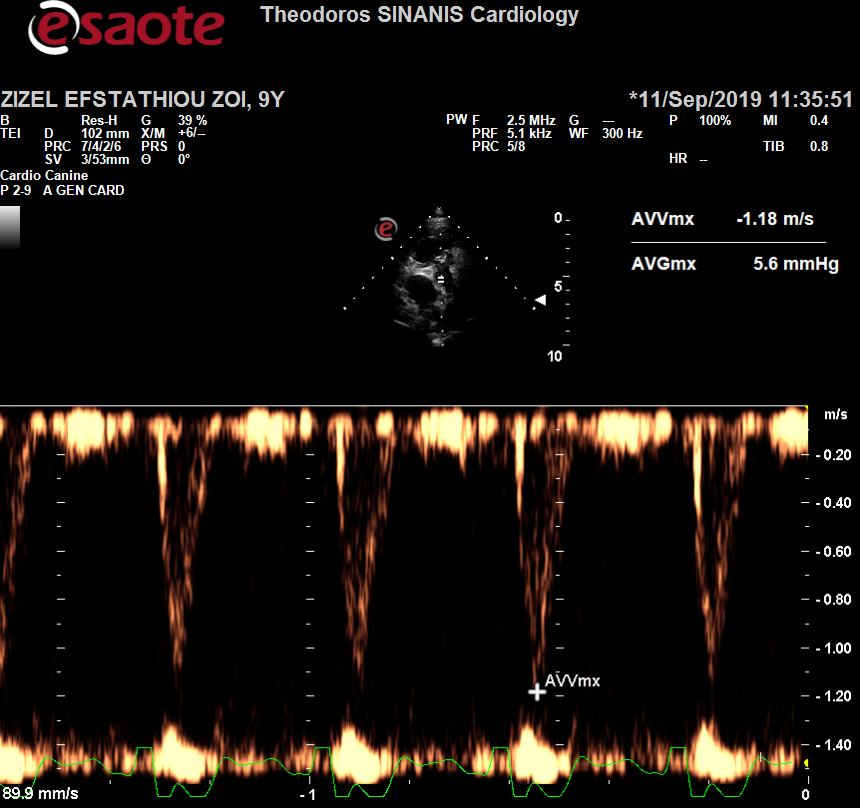 esaote
Theodoros SINANIS Cardiology
ZIZEL EFSTATHIOU ZOI, 9Y
*11/Sep/2019 11:35:51
B Res-H G 39 %
TEI D 102 mm X/M +6/--
PRC 7/4/2/6 PRS 0
SV 3/53mm Θ 0°
Cardio Canine
P 2-9 A GEN CARD
PW F 2.5 MHz G ---
PRF 5.1 kHz WF 300 Hz
PRC 5/8
P 100% MI 0.4
TIB 0.8
HR --
e
0
5
10
AVVmx -1.18 m/s
AVGmx 5.6 mmHg
m/s
- 0.20
- 0.40
- 0.60
- 0.80
- 1.00
- 1.20
- 1.40
AVVmx
89.9 mm/s
- 1
0